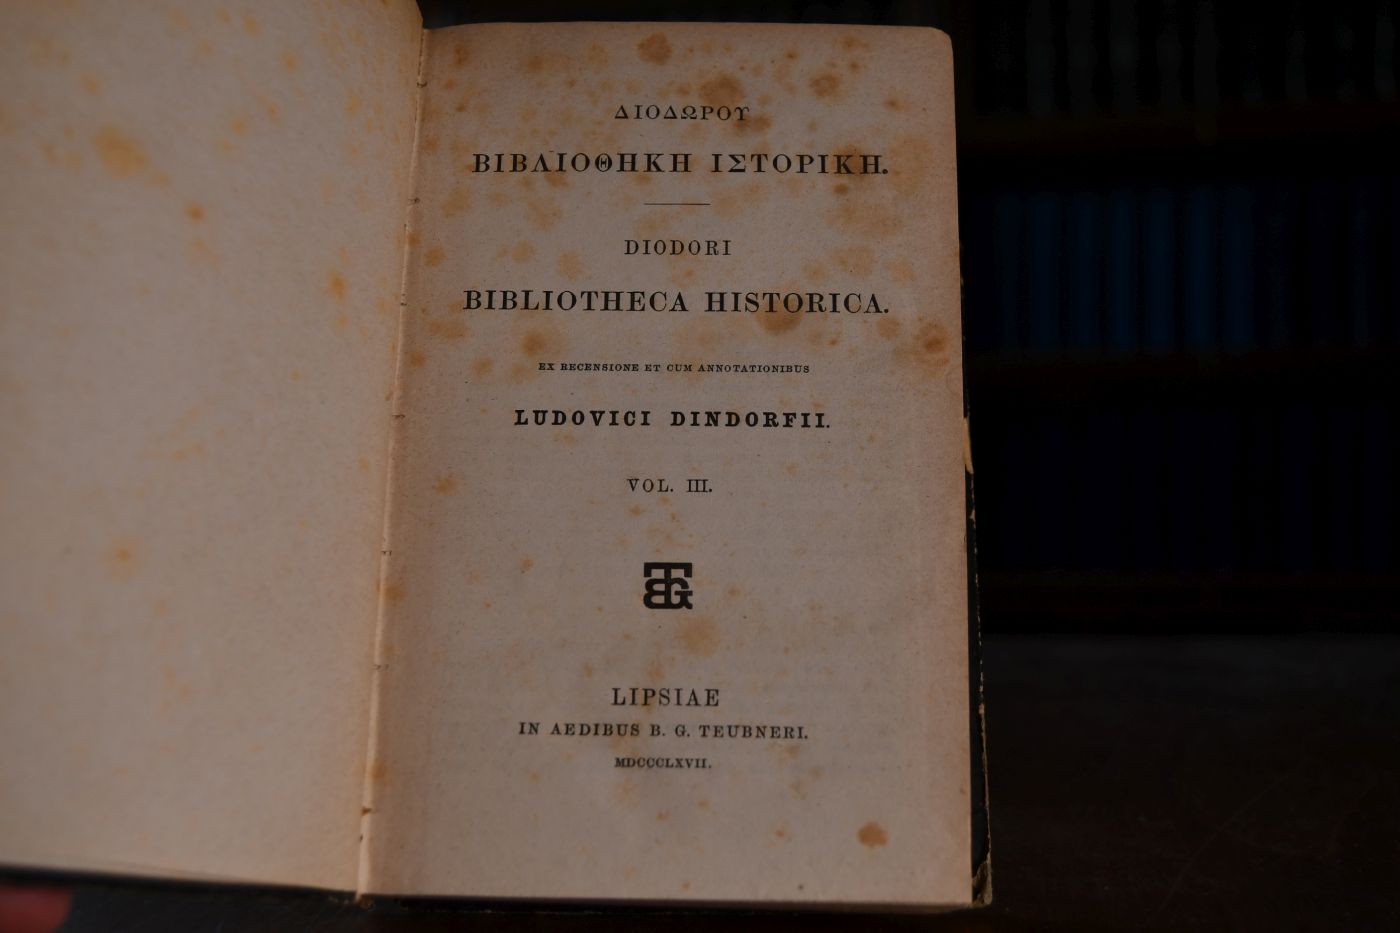 ΔΙΟΔΩΡΟΥ
ΒΙΒΛΙΟΘΗΚΗ ΙΣΤΟΡΙΚΗ.
DIODORI
BIBLIOTHECA HISTORICA.
EX RECENSIONE ET CUM ANNOTATIONIBUS
LUDOVICI DINDORFII.
VOL. III.
BTG
LIPSIAE
IN AEDIBUS B. G. TEUBNERI.
MDCCCLXVII.